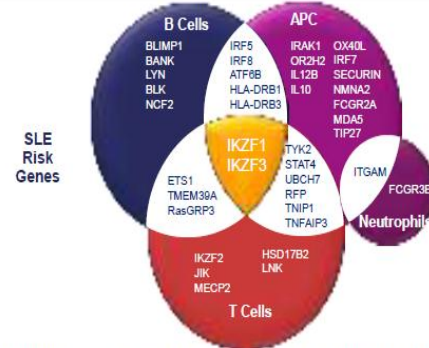 B Cells
APC
BLIMP1
BANK
LYN
BLK
NCF2
IRF5
IRF8
ATF6B
HLA-DRB1
HLA-DRB3
IRAK1
OR2H2
IL12B
IL10
OX40L
IRF7
SECURIN
NMNA2
FCGR2A
MDA5
TIP27
SLE
Risk
Genes
IKZF1
IKZF3
ETS1
TMEM39A
RasGRP3
TYK2
STAT4
UBCH7
RFP
TNIP1
TNFAIP3
ITGAM
FCGR3B
Neutrophils
IKZF2
JIK
MECP2
HSD17B2
LNK
T Cells